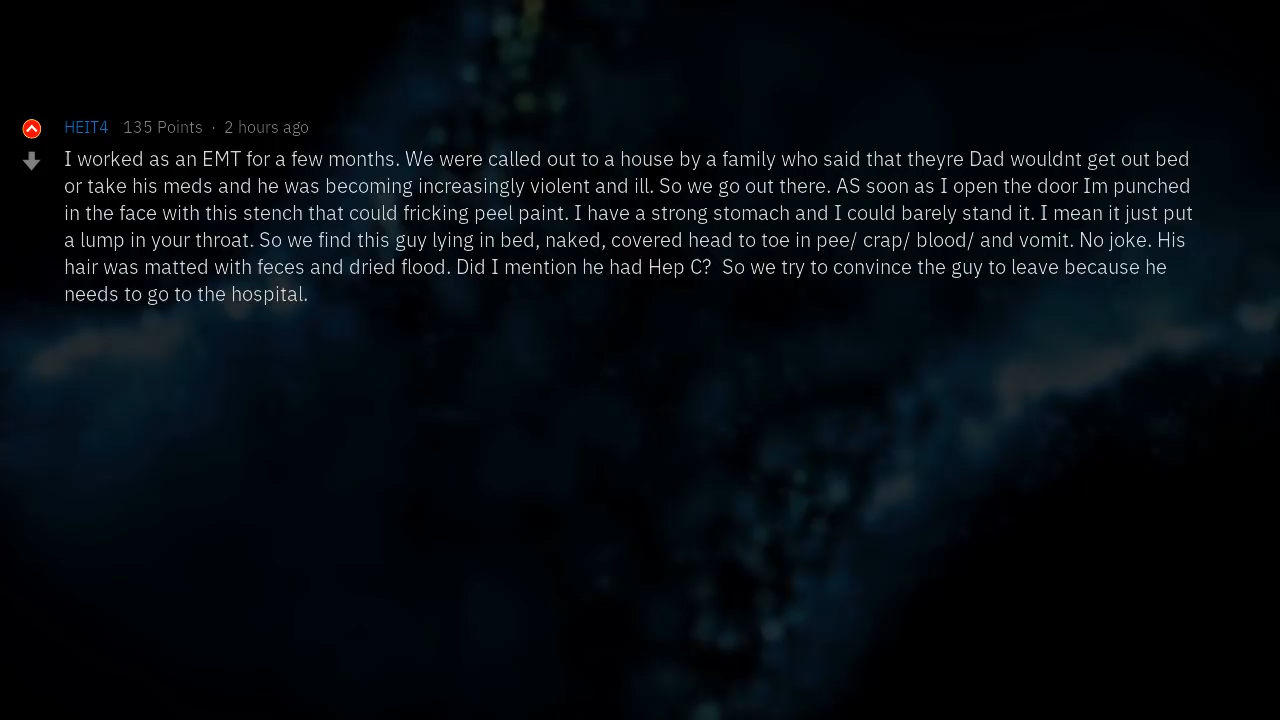 HEIT4 135 Points · 2 hours ago
I worked as an EMT for a few months. We were called out to a house by a family who said that theyre Dad wouldnt get out bed
or take his meds and he was becoming increasingly violent and ill. So we go out there. AS soon as I open the door Im punched
in the face with this stench that could fricking peel paint. I have a strong stomach and I could barely stand it. I mean it just put
a lump in your throat. So we find this guy lying in bed, naked, covered head to toe in pee/ crap/ blood/ and vomit. No joke. His
hair was matted with feces and dried flood. Did I mention he had Hep C?  So we try to convince the guy to leave because he
needs to go to the hospital.